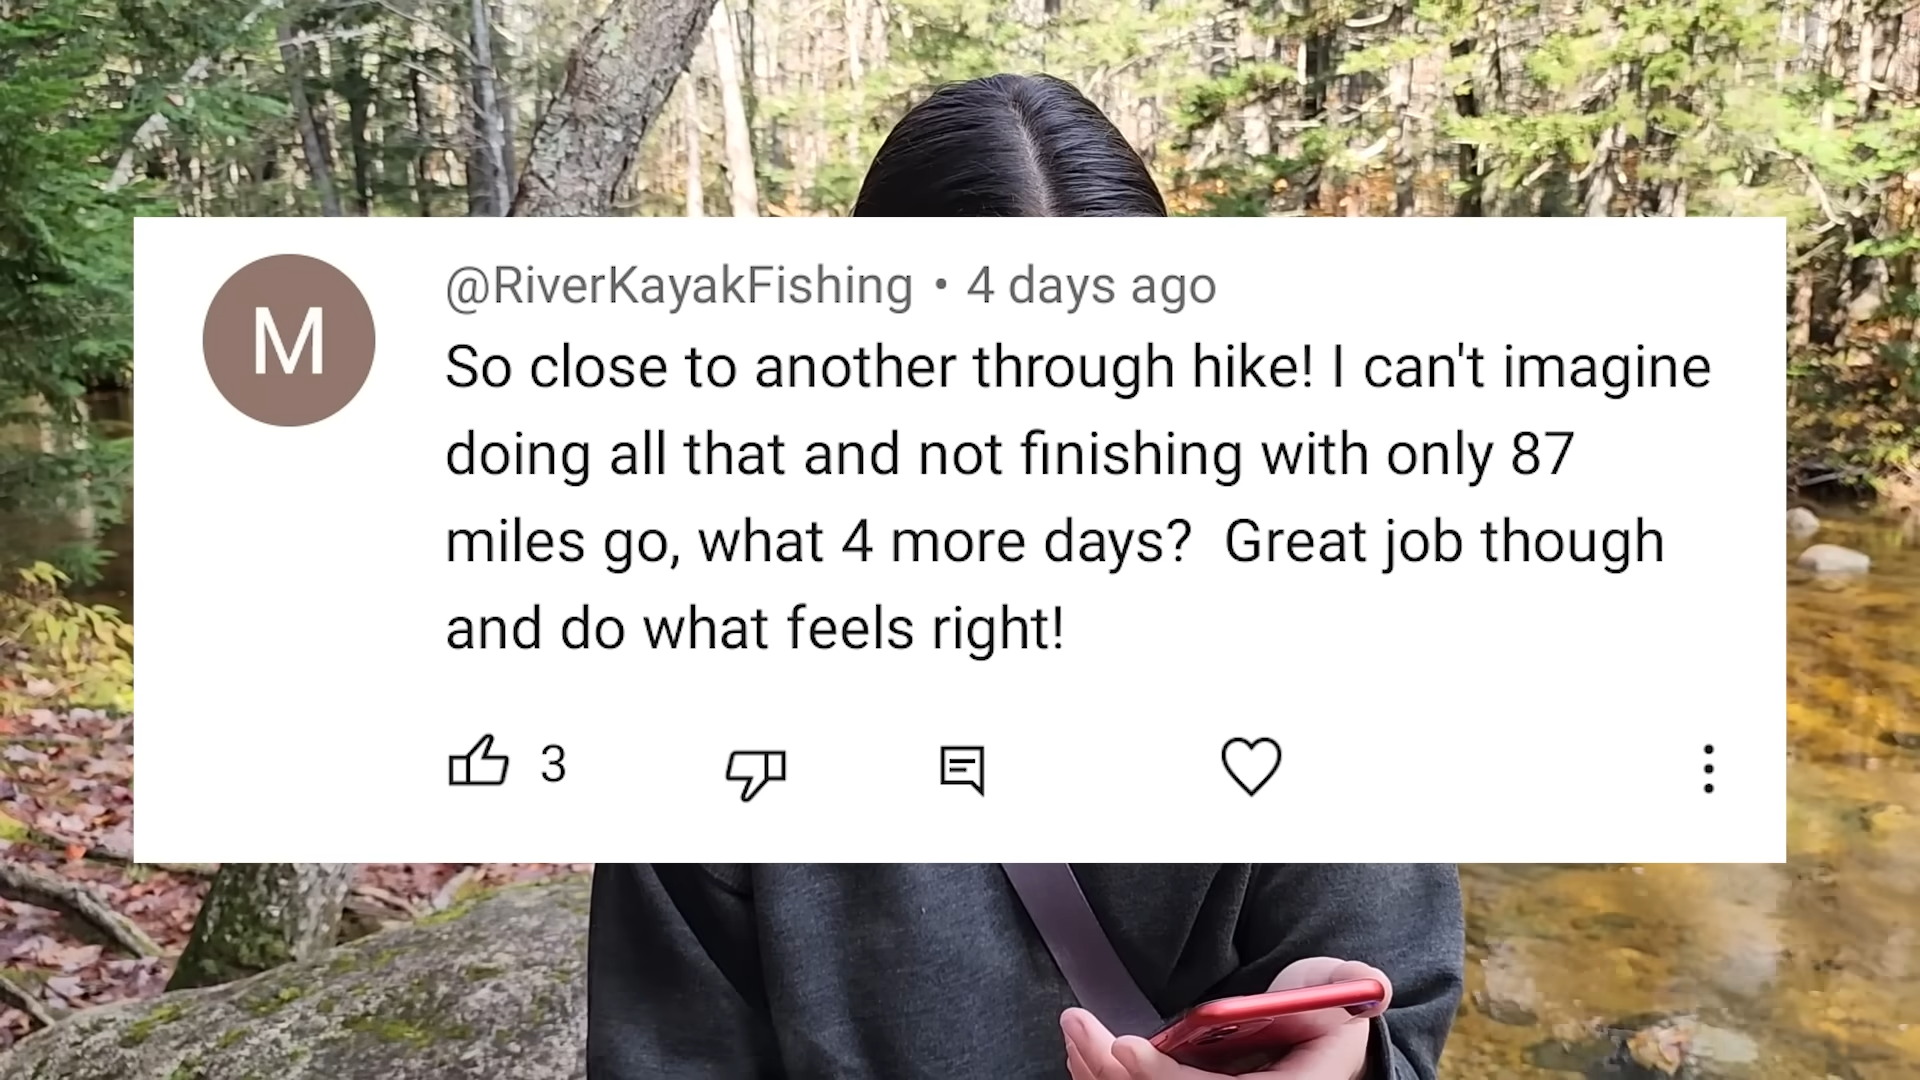 M
@RiverKayakFishing • 4 days ago
So close to another through hike! I can't imagine
doing all that and not finishing with only 87
miles go, what 4 more days?  Great job though
and do what feels right!
3